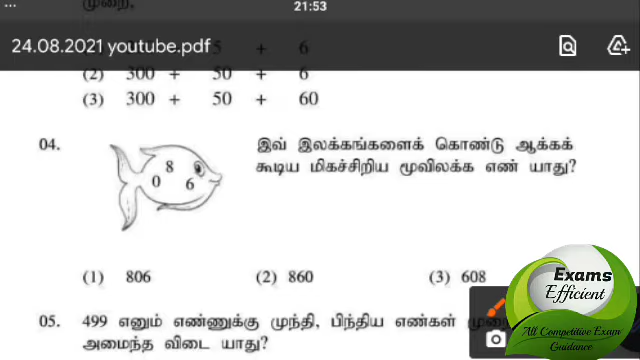 முறை,
21:53
24.08.2021 youtube.pdf
5 + 6
(2) 300 + 50 + 6
(3) 300 + 50 + 60
04. இவ் இலக்கங்களைக் கொண்டு ஆக்கக்
கூடிய மிகச்சிறிய மூவிலக்க எண் யாது?
8
0 6
(1) 806 (2) 860 (3) 608
Exams
Efficient
All Competitive Exam
Guidance
05. 499 எனும் எண்ணுக்கு முந்தி, பிந்திய எண்கள்
அமைந்த விடை யாது?